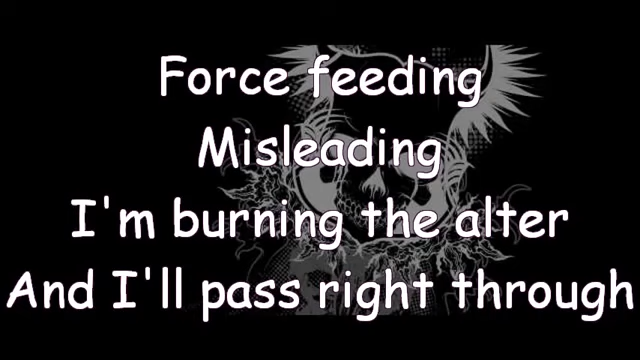 Force feeding
Misleading
I'm burning the alter
And I'll pass right through